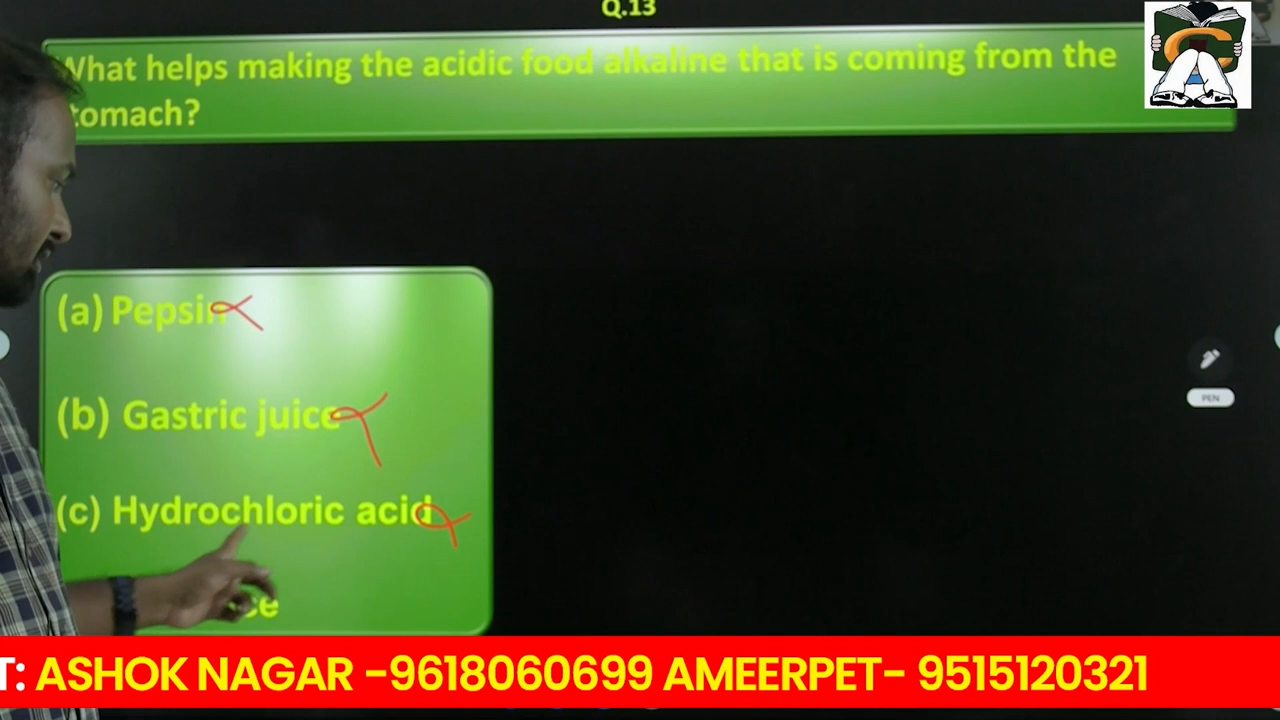 Q.13
What helps making the acidic food alkaline that is coming from the
tomach?
(a) Pepsin
(b) Gastric juice
(c) Hydrochloric acid
PEN
T: ASHOK NAGAR -9618060699 AMEERPET- 9515120321